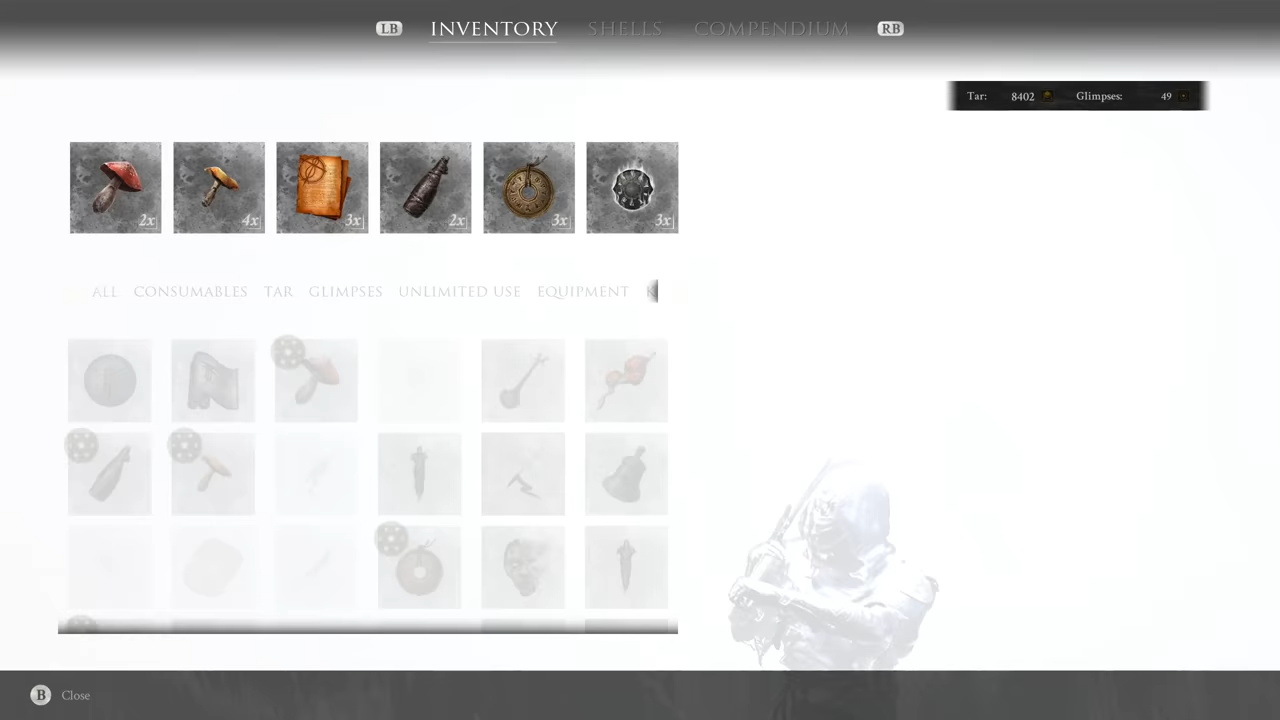 LB INVENTORY SHELLS COMPENDIUM RB
Tar: 8402 Glimpses: 49
2x 4x 3x 2x 3x 3x
ALL CONSUMABLES TAR GLIMPSES UNLIMITED USE EQUIPMENT K
B Close